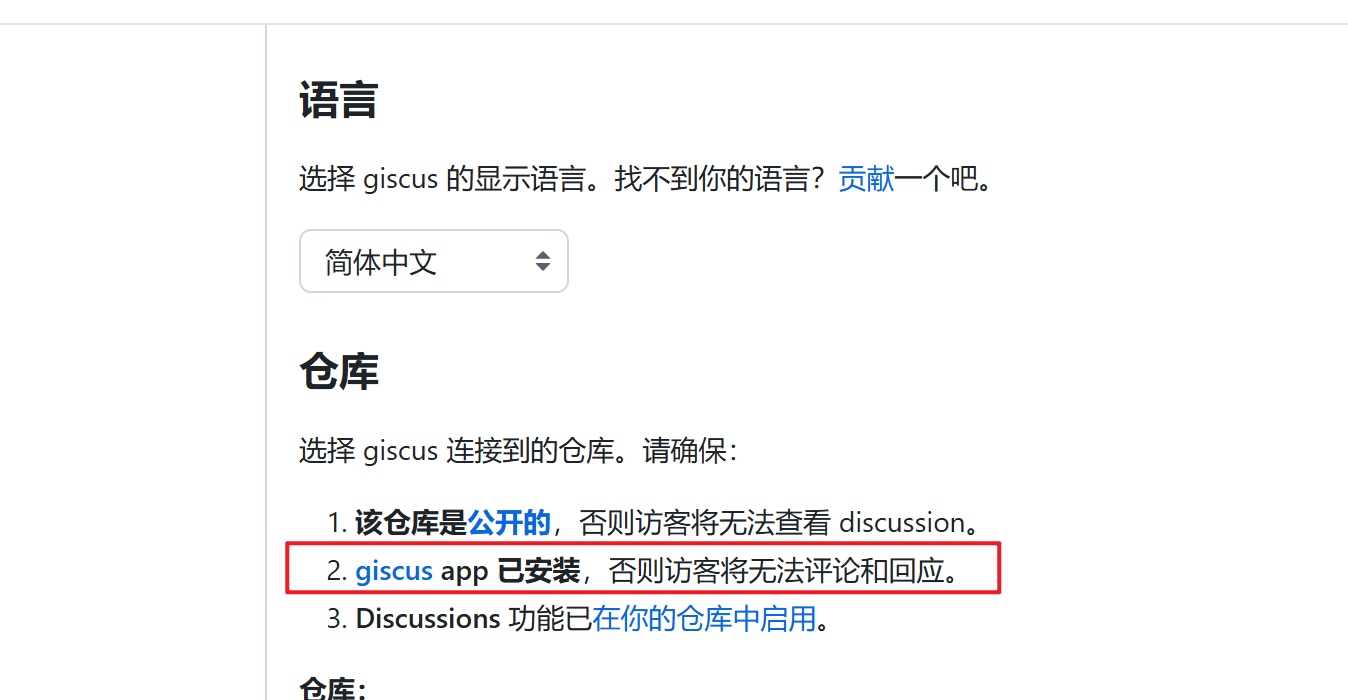 语言
选择 giscus 的显示语言。找不到你的语言？贡献一个吧。
简体中文
仓库
选择 giscus 连接到的仓库。请确保：
1. 该仓库是公开的，否则访客将无法查看 discussion。
2. giscus app 已安装，否则访客将无法评论和回应。
3. Discussions 功能已在你的仓库中启用。
仓库：